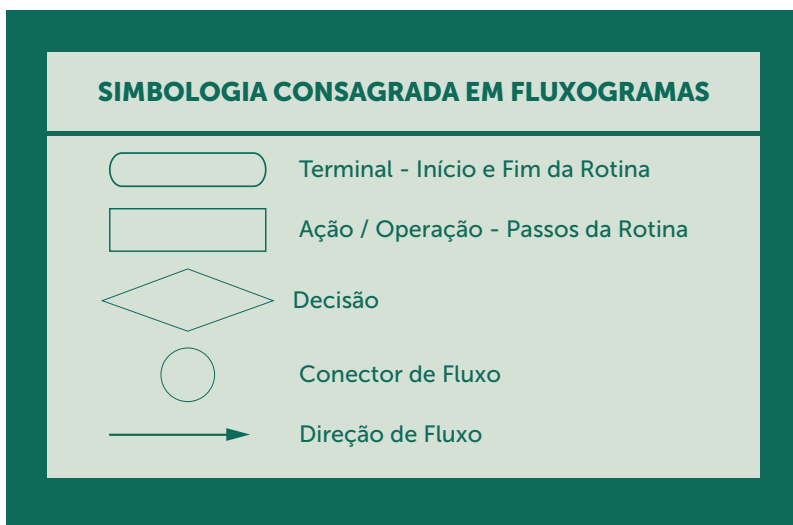 SIMBOLOGIA CONSAGRADA EM FLUXOGRAMAS
Terminal - Início e Fim da Rotina
Ação / Operação - Passos da Rotina
Decisão
Conector de Fluxo
Direção de Fluxo